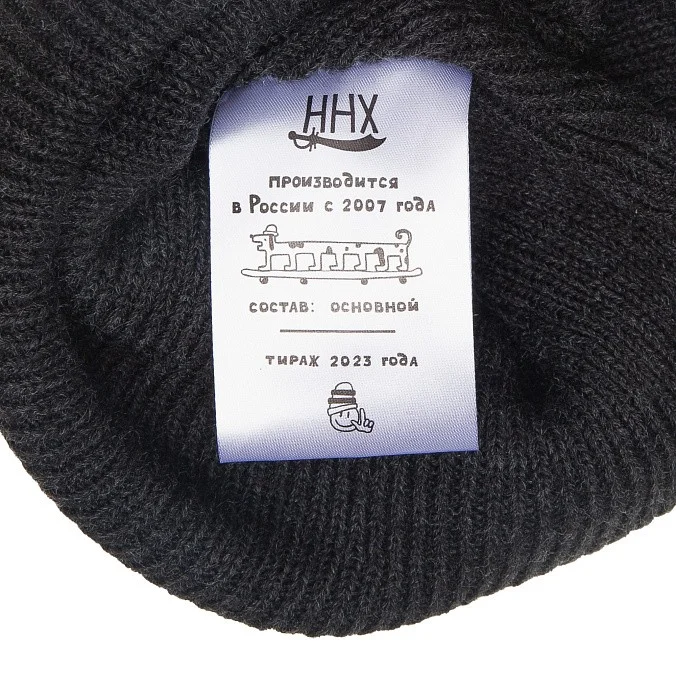 ННХ
ПРОИЗВОДИТСЯ
в России с 2007 года
СОСТАВ: ОСНОВНОЙ
ТИРАЖ 2023 года